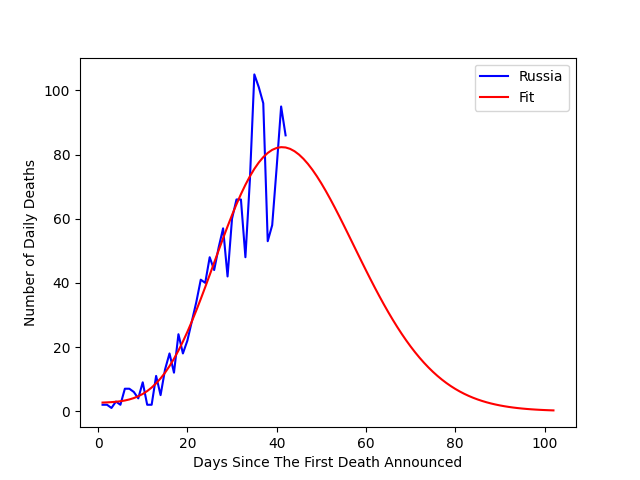 Russia
Fit
100
80
60
40
20
0
Number of Daily Deaths
0 20 40 60 80 100
Days Since The First Death Announced